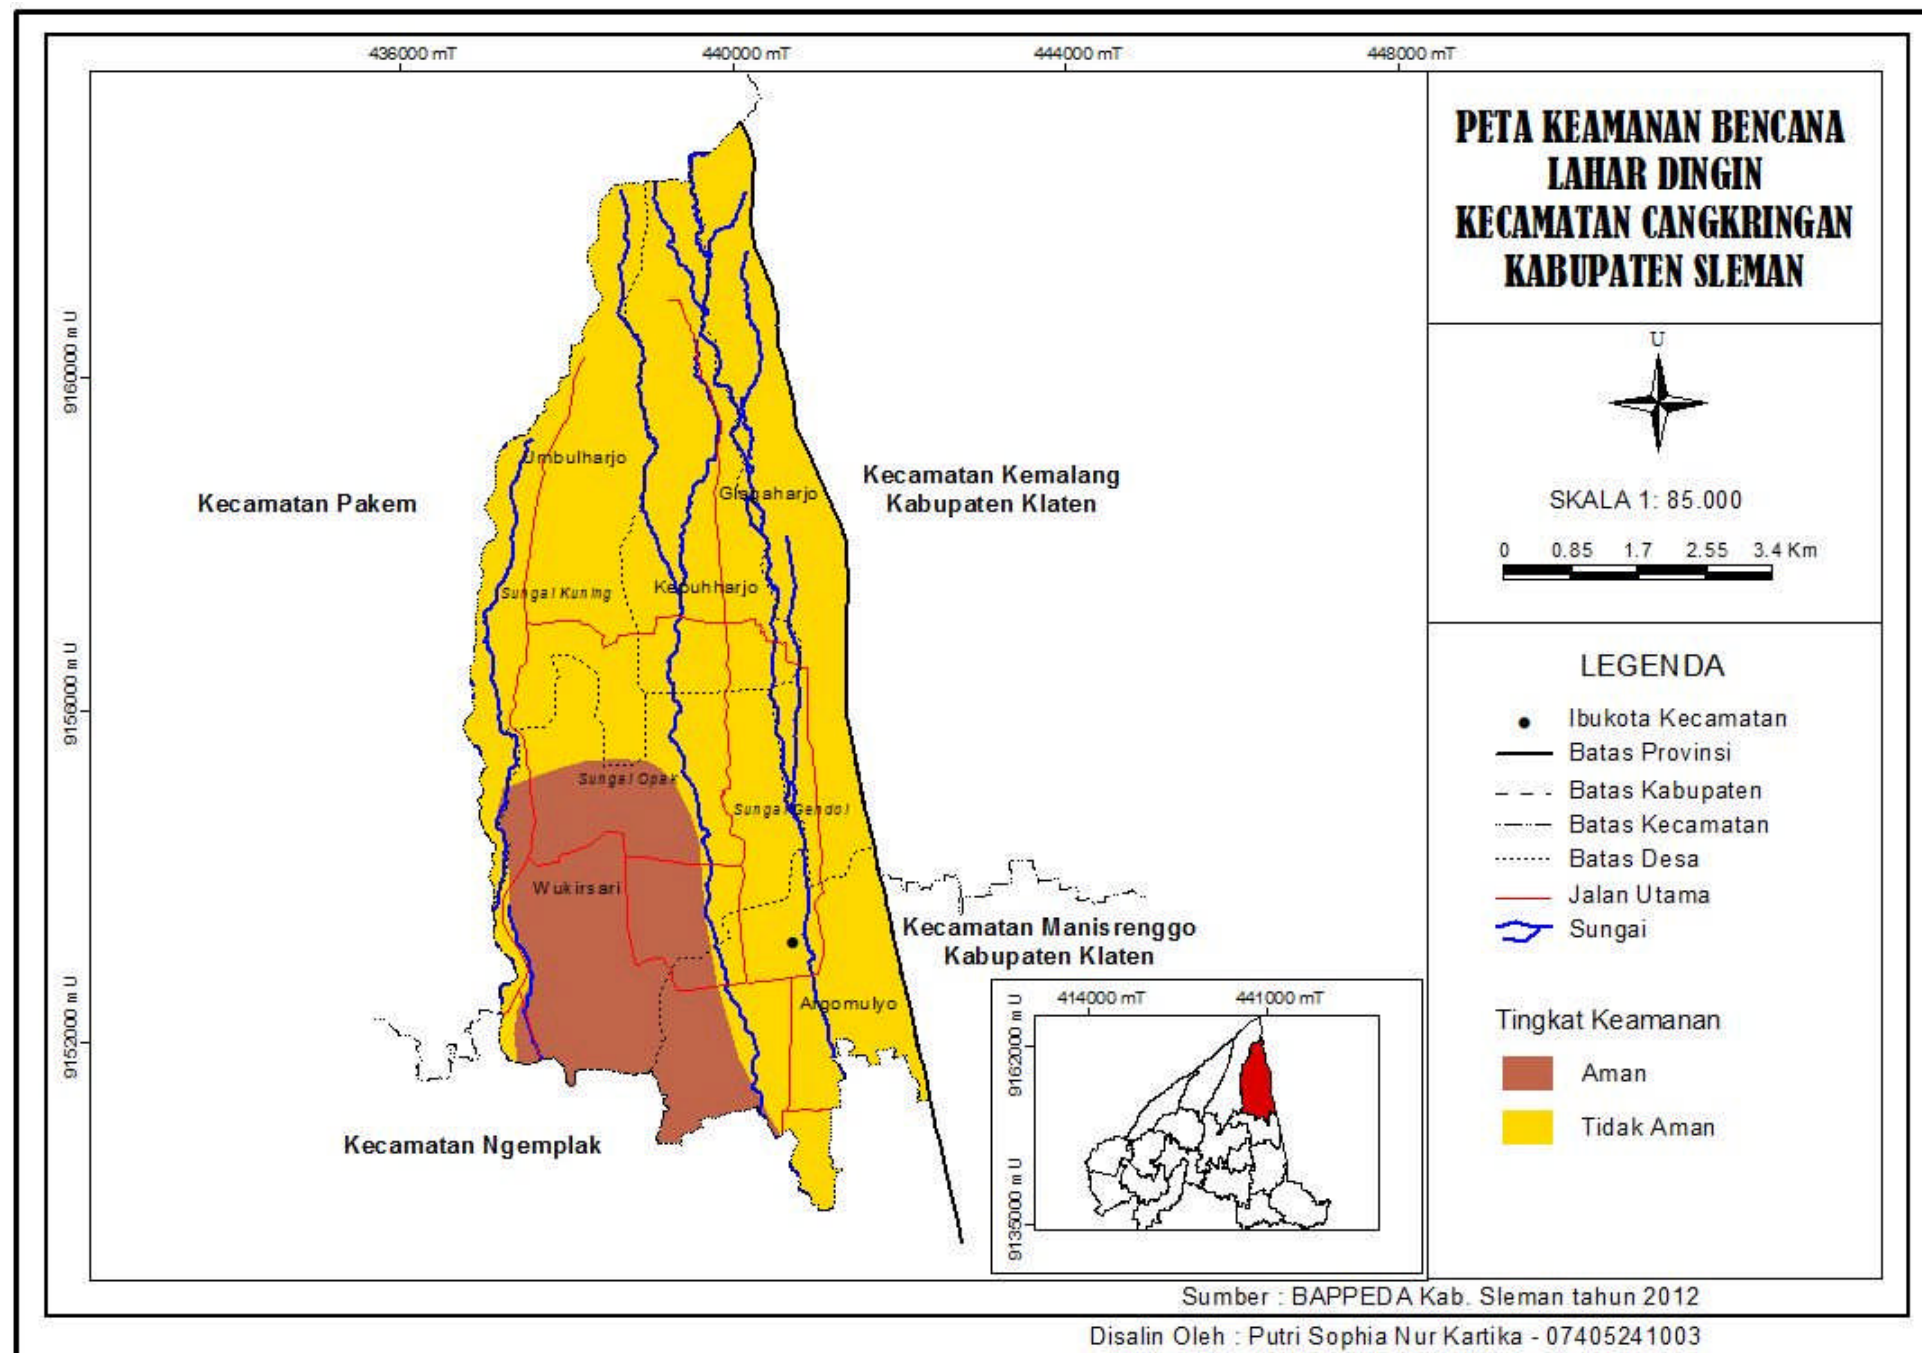 436000 mT
440000 mT
444000 mT
448000 mT
9160000 m U
9156000 m U
9152000 m U
PETA KEAMANAN BENCANA
LAHAR DINGIN
KECAMATAN CANGKRINGAN
KABUPATEN SLEMAN
U
SKALA 1: 85.000
0 0.85 1.7 2.55 3.4 Km
LEGENDA
Ibukota Kecamatan
Batas Provinsi
Batas Kabupaten
Batas Kecamatan
Batas Desa
Jalan Utama
Sungai
Tingkat Keamanan
Aman
Tidak Aman
Umbulharjo
Kecamatan Pakem
Glagaharjo
Kecamatan Kemalang
Kabupaten Klaten
Sungai Kuning
Kepuhharjo
Sungai Opak
Sungai Gendol
Wukirsari
Kecamatan Manisrenggo
Kabupaten Klaten
Argomulyo
Kecamatan Ngemplak
414000 mT
441000 mT
9162000 m U
9135000 m U
Sumber : BAPPEDA Kab. Sleman tahun 2012
Disalin Oleh : Putri Sophia Nur Kartika - 07405241003